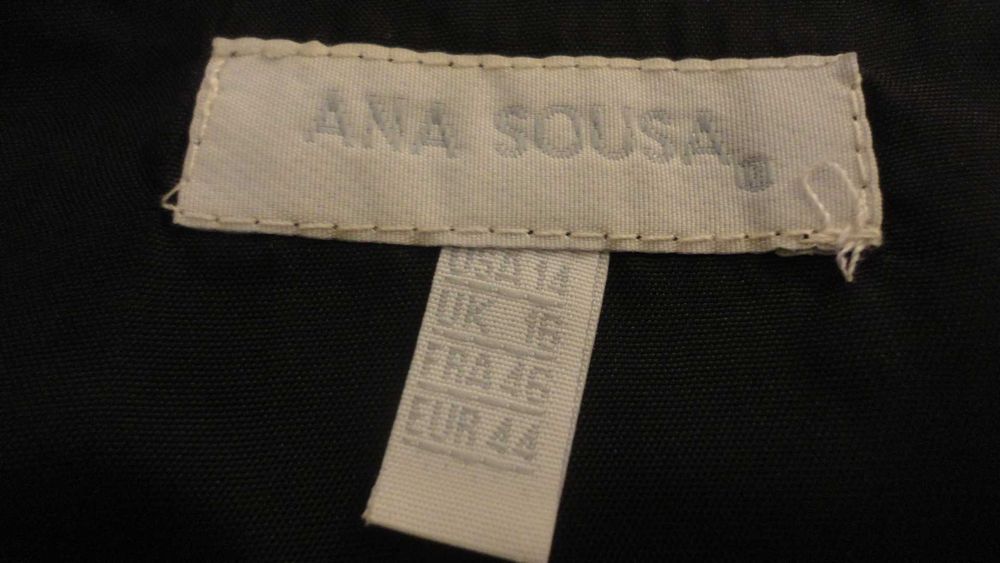 ANA SOUSA
USA 14
UK 16
FRA 46
EUR 44